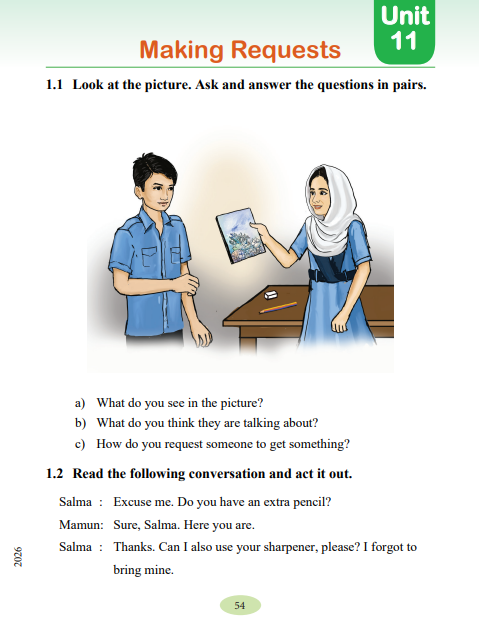 Unit
11
Making Requests
1.1 Look at the picture. Ask and answer the questions in pairs.
a) What do you see in the picture?
b) What do you think they are talking about?
c) How do you request someone to get something?
1.2 Read the following conversation and act it out.
Salma : Excuse me. Do you have an extra pencil?
Mamun: Sure, Salma. Here you are.
Salma : Thanks. Can I also use your sharpener, please? I forgot to
bring mine.
2026
54